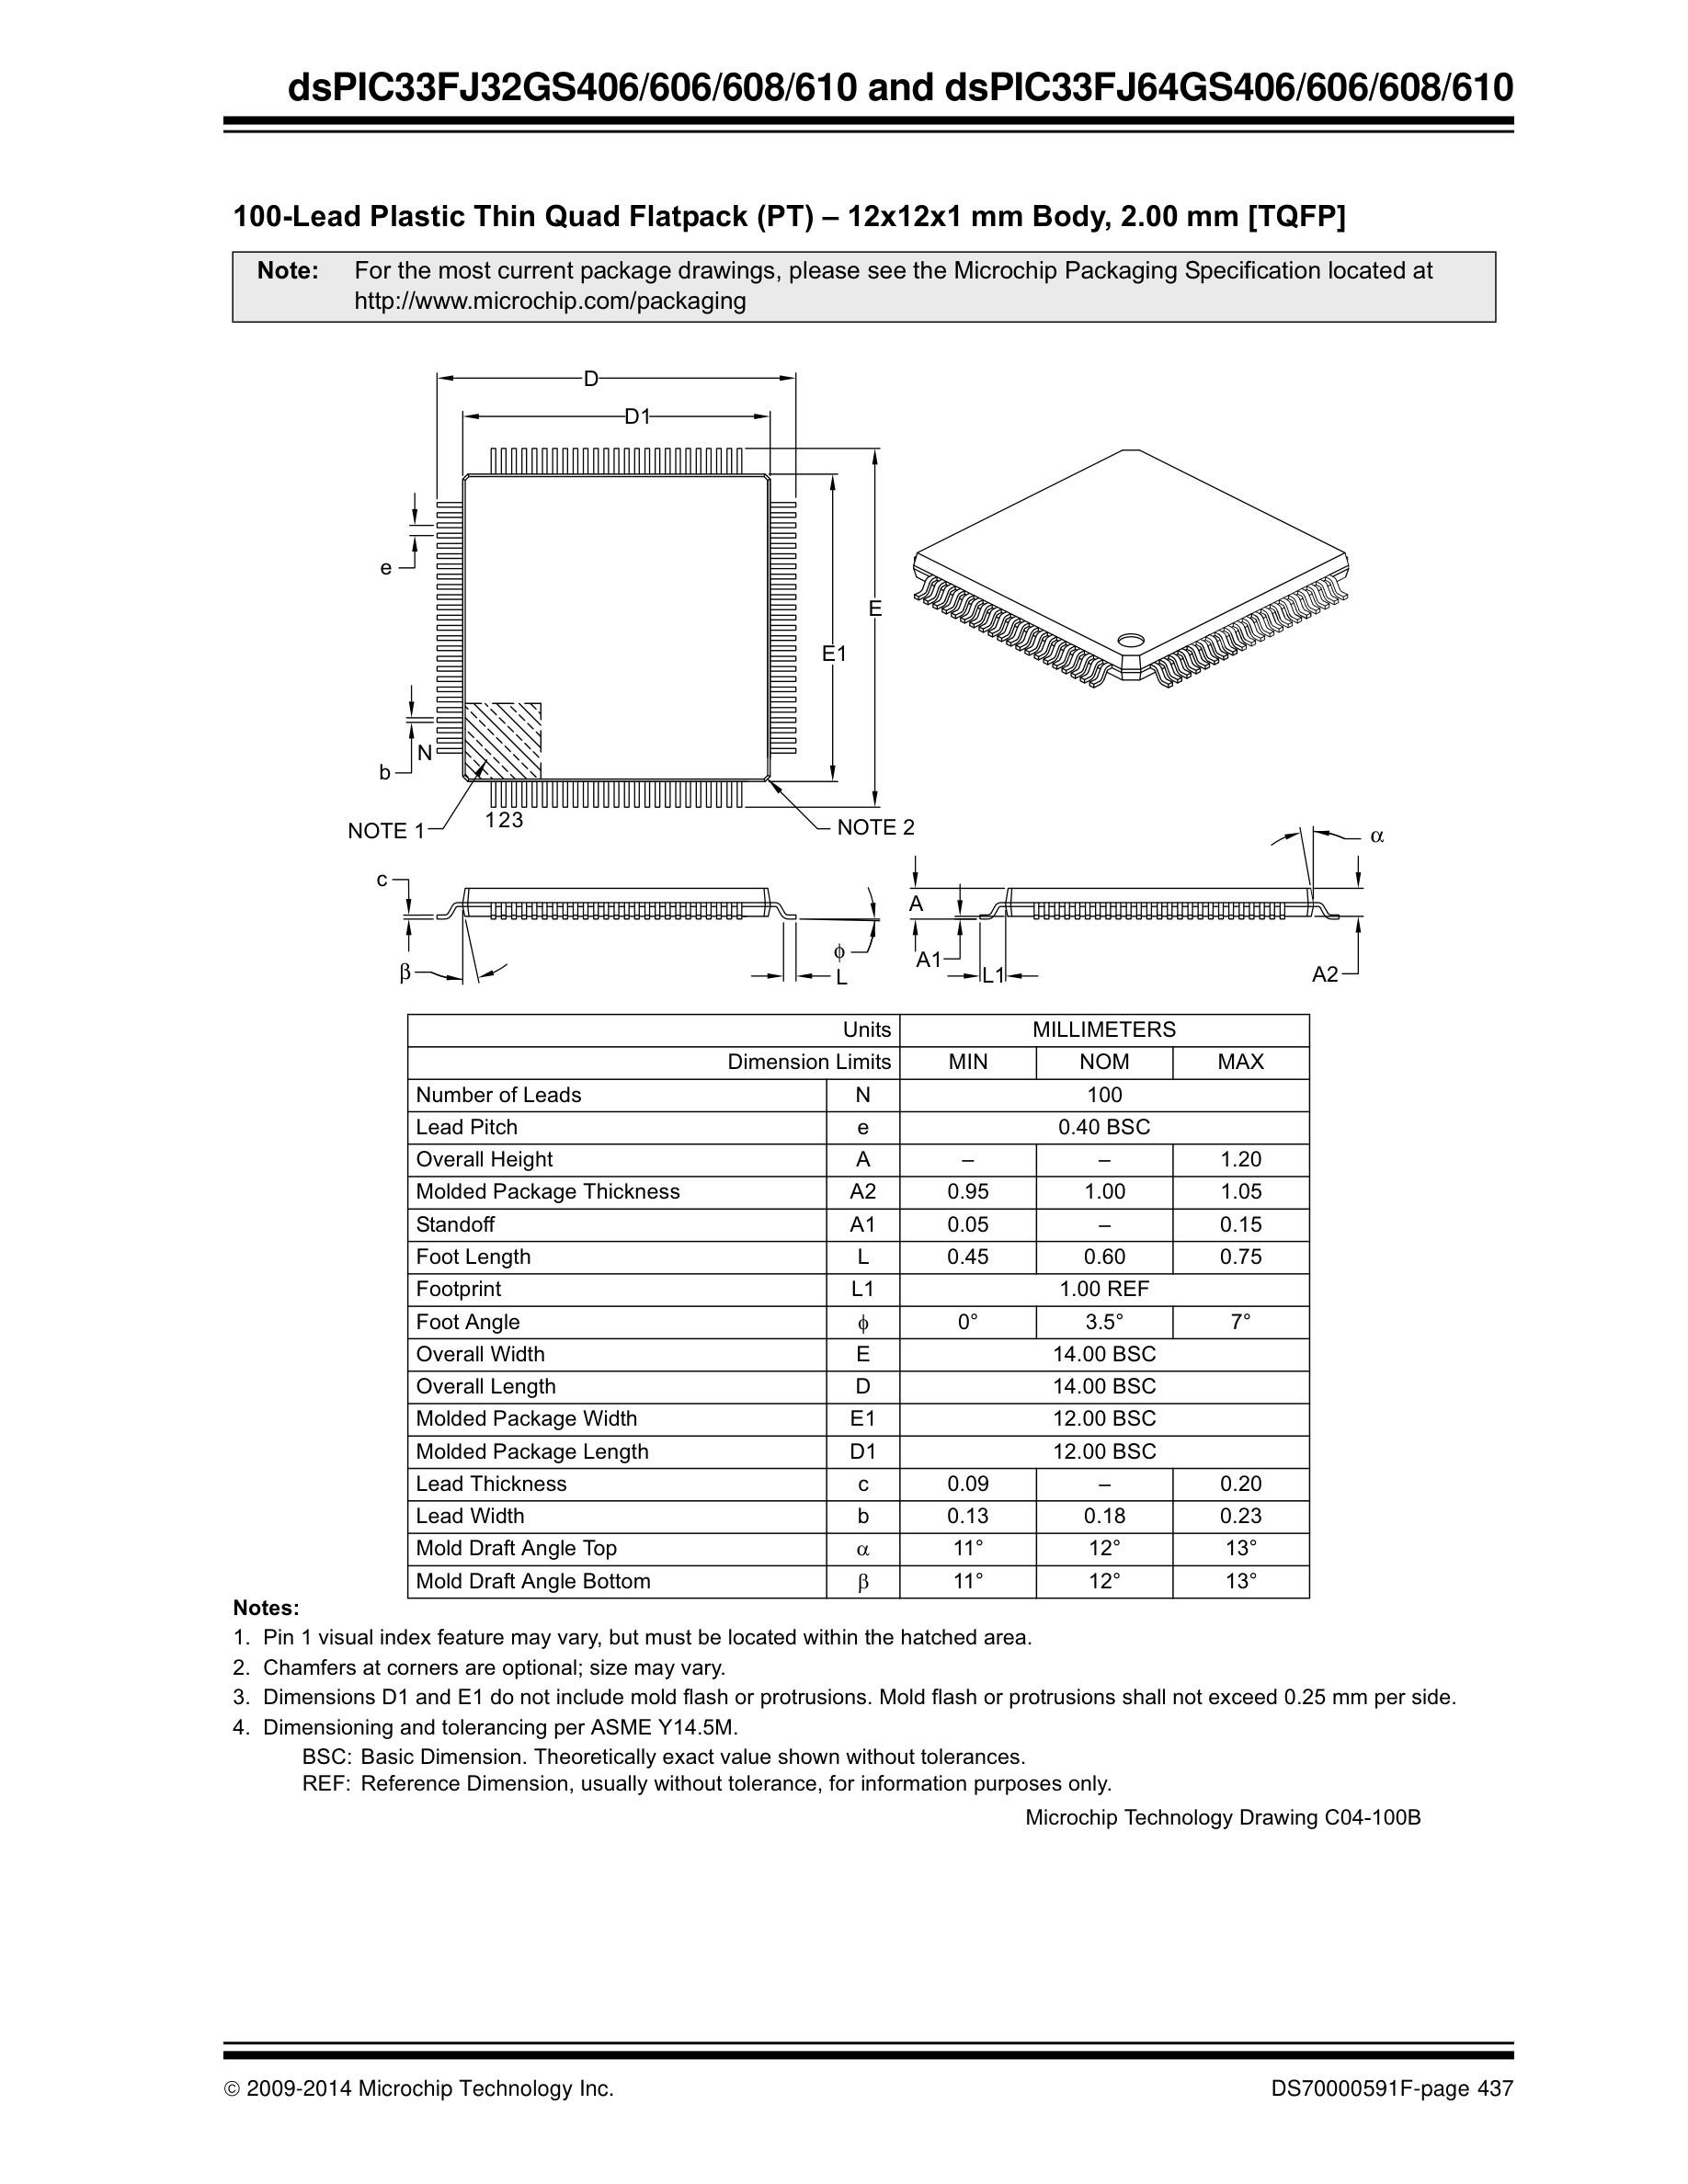 dsPIC33FJ32GS406/606/608/610 and dsPIC33FJ64GS406/606/608/610
100-Lead Plastic Thin Quad Flatpack (PT) – 12x12x1 mm Body, 2.00 mm [TQFP]
Note: For the most current package drawings, please see the Microchip Packaging Specification located at
http://www.microchip.com/packaging
D
D1
e
E
E1
b
N
NOTE 1
123
NOTE 2
α
c
A
β
φ
L
A1
L1
A2
Units MILLIMETERS
Dimension Limits MIN NOM MAX
Number of Leads N 100
Lead Pitch e 0.40 BSC
Overall Height A – – 1.20
Molded Package Thickness A2 0.95 1.00 1.05
Standoff A1 0.05 – 0.15
Foot Length L 0.45 0.60 0.75
Footprint L1 1.00 REF
Foot Angle φ 0° 3.5° 7°
Overall Width E 14.00 BSC
Overall Length D 14.00 BSC
Molded Package Width E1 12.00 BSC
Molded Package Length D1 12.00 BSC
Lead Thickness c 0.09 – 0.20
Lead Width b 0.13 0.18 0.23
Mold Draft Angle Top α 11° 12° 13°
Mold Draft Angle Bottom β 11° 12° 13°
Notes:
1. Pin 1 visual index feature may vary, but must be located within the hatched area.
2. Chamfers at corners are optional; size may vary.
3. Dimensions D1 and E1 do not include mold flash or protrusions. Mold flash or protrusions shall not exceed 0.25 mm per side.
4. Dimensioning and tolerancing per ASME Y14.5M.
BSC: Basic Dimension. Theoretically exact value shown without tolerances.
REF: Reference Dimension, usually without tolerance, for information purposes only.
Microchip Technology Drawing C04-100B
© 2009-2014 Microchip Technology Inc.
DS70000591F-page 437